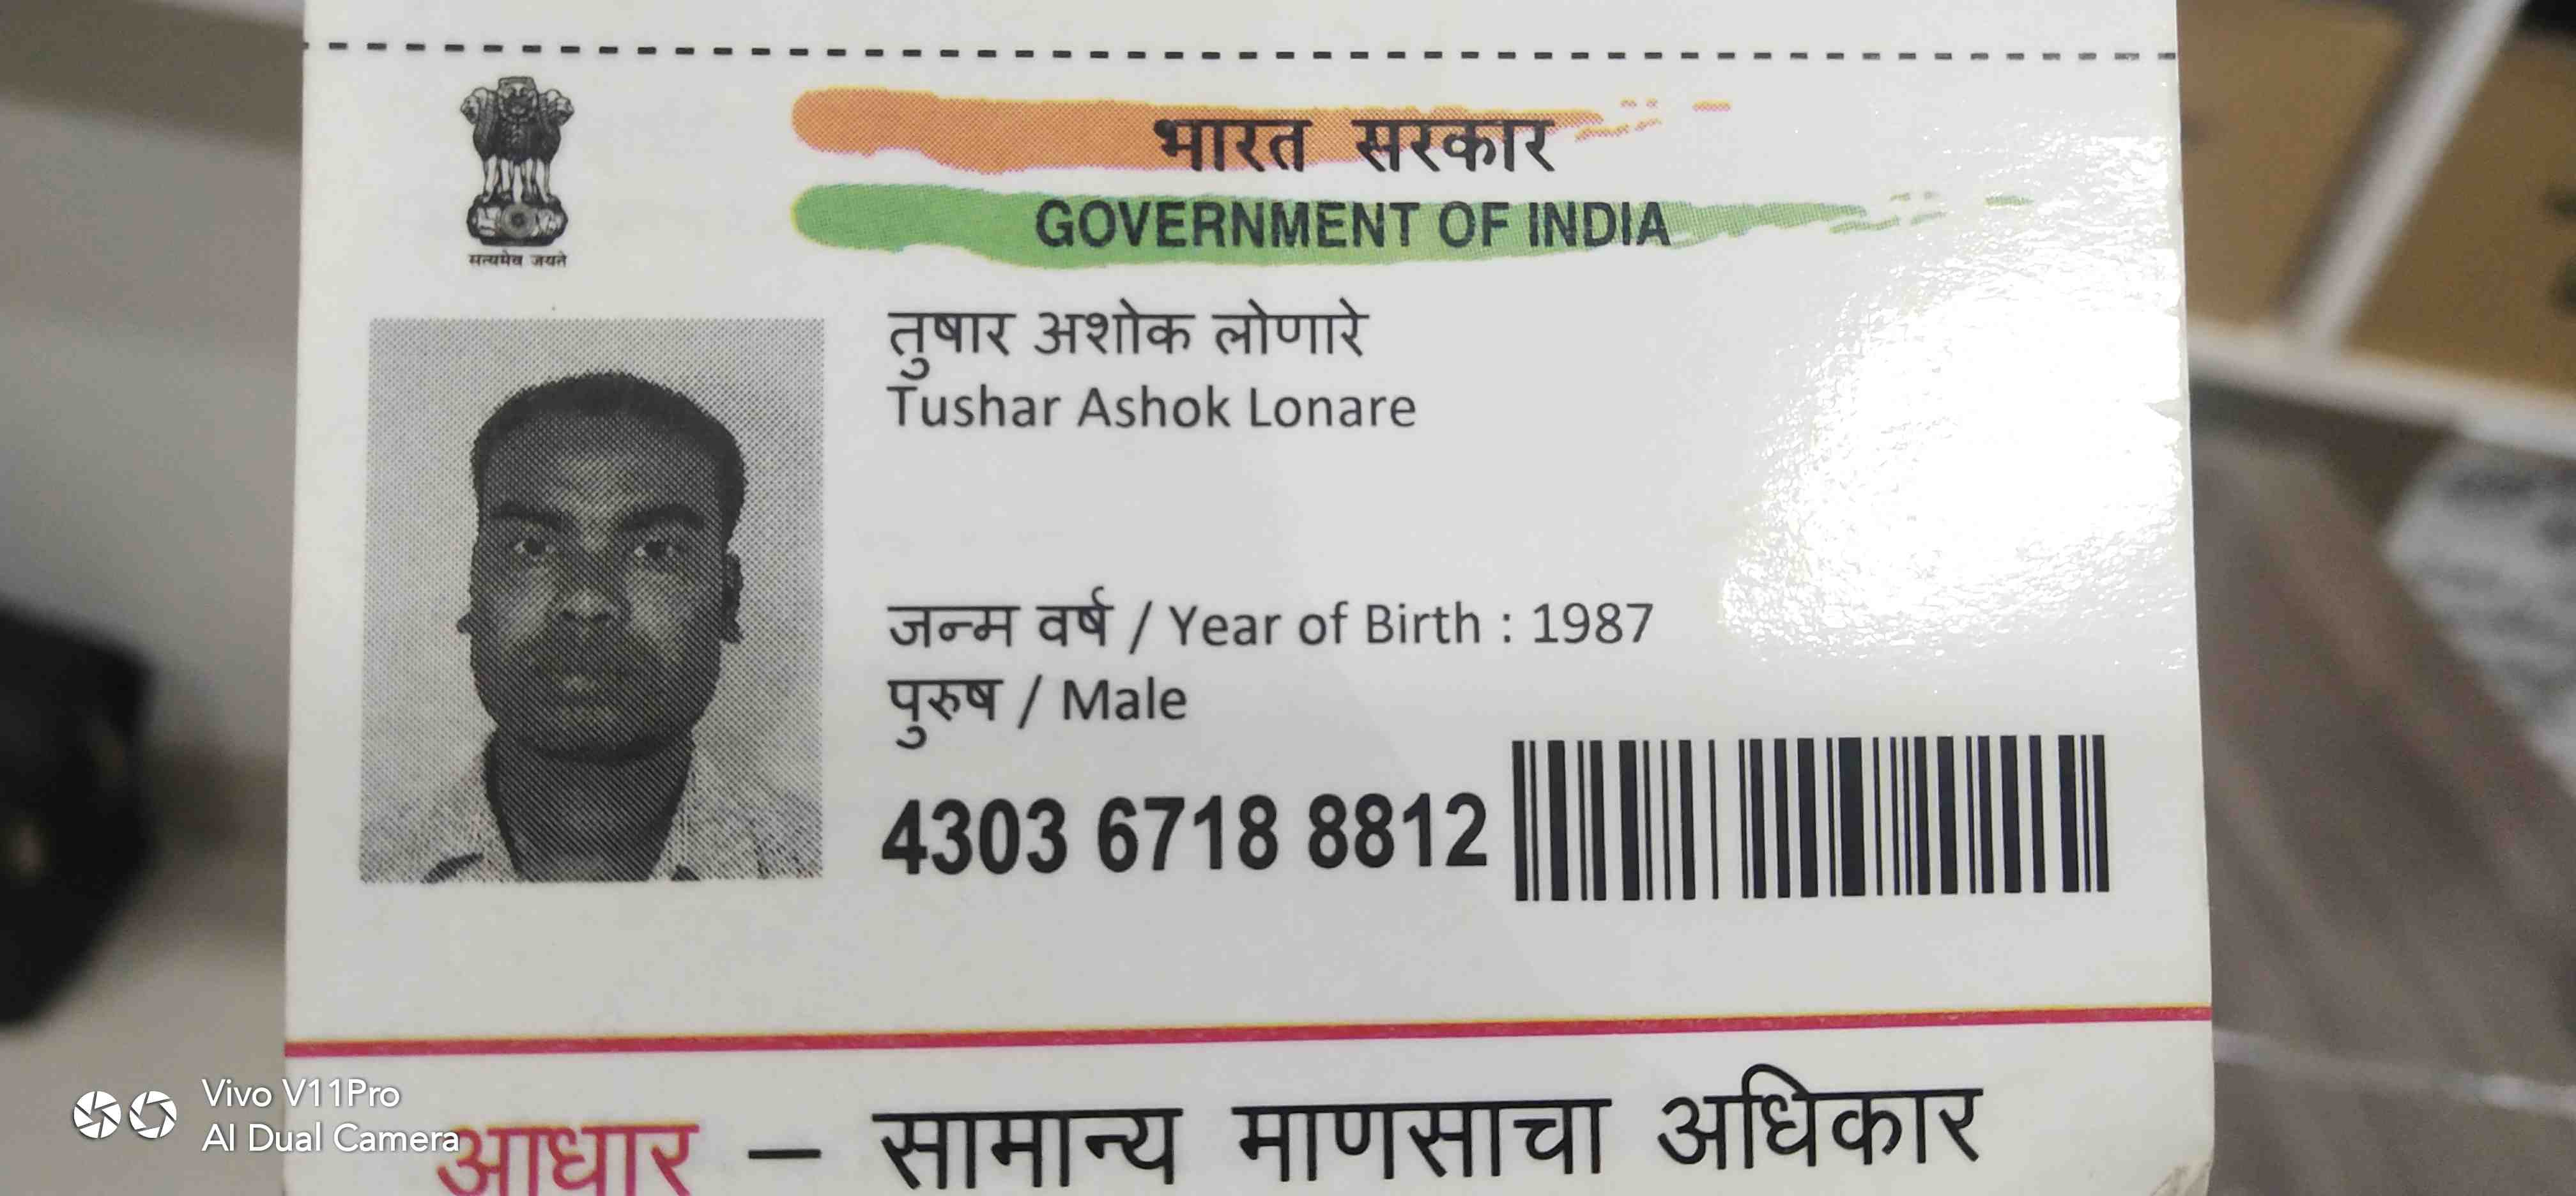 सत्यमेव जयते
भारत सरकार
GOVERNMENT OF INDIA
तुषार अशोक लोणारे
Tushar Ashok Lonare
जन्म वर्ष / Year of Birth : 1987
पुरुष / Male
4303 6718 8812
आधार – सामान्य माणसाचा अधिकार
Vivo V11Pro
AI Dual Camera